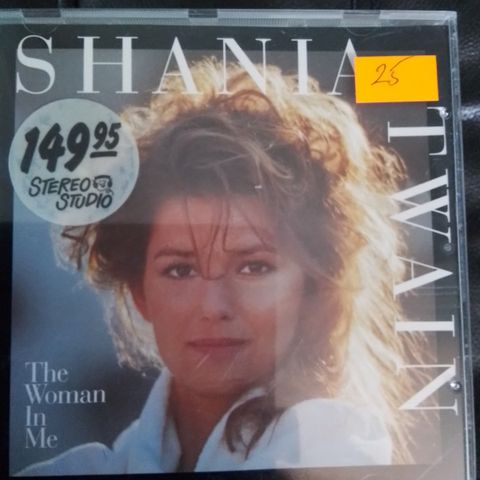 SHANIA
TWAIN
25
149 95
STEREO
STUDIO
The
Woman
In
Me